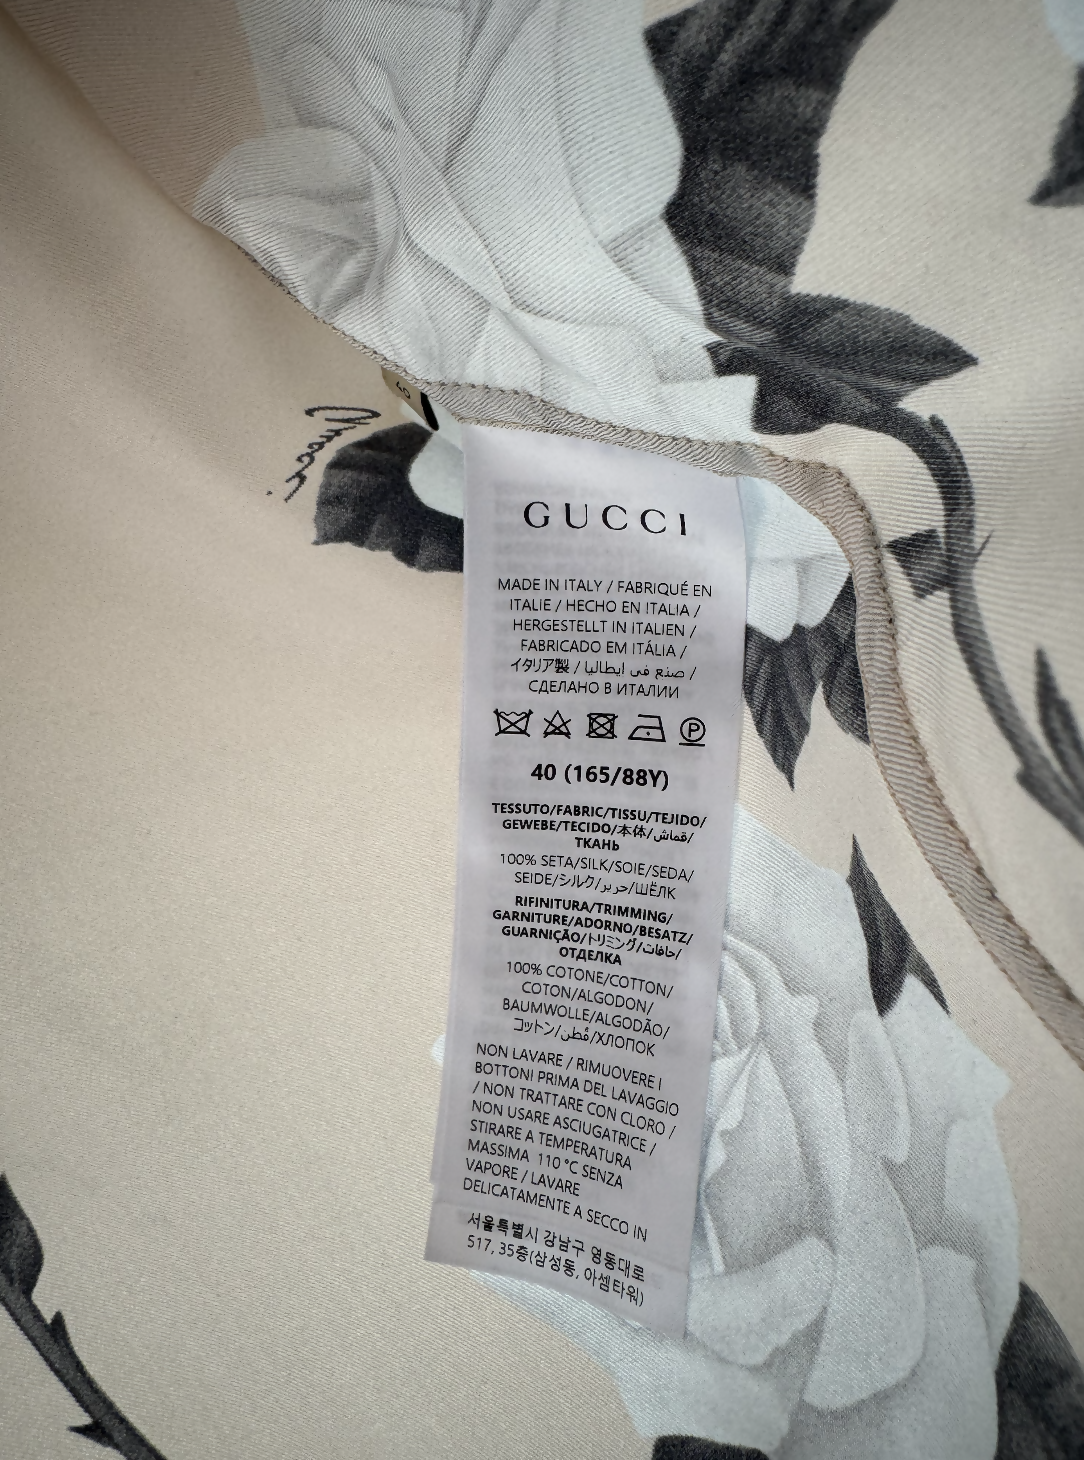 40
Gucci
GUCCI
MADE IN ITALY / FABRIQUÉ EN
ITALIE / HECHO EN ITALIA /
HERGESTELLT IN ITALIEN /
FABRICADO EM ITÁLIA /
イタリア製 / صنع في ايطاليا /
СДЕЛАНО В ИТАЛИИ
P
40 (165/88Y)
TESSUTO/FABRIC/TISSU/TEJIDO/
GEWEBE/TECIDO/本体/قماش/
ТКАНЬ
100% SETA/SILK/SOIE/SEDA/
SEIDE/シルク/حرير/ШЁЛК
RIFINITURA/TRIMMING/
GARNITURE/ADORNO/BESATZ/
GUARNIÇÃO/トリミング/حافات/
ОТДЕЛКА
100% COTONE/COTTON/
COTON/ALGODON/
BAUMWOLLE/ALGODÃO/
コットン/قُطن/ХЛОПОК
NON LAVARE / RIMUOVERE I
BOTTONI PRIMA DEL LAVAGGIO
/ NON TRATTARE CON CLORO /
NON USARE ASCIUGATRICE /
STIRARE A TEMPERATURA
MASSIMA 110 °C SENZA
VAPORE / LAVARE
DELICATAMENTE A SECCO IN
서울특별시 강남구 영동대로
517, 35층(삼성동, 아셈타워)